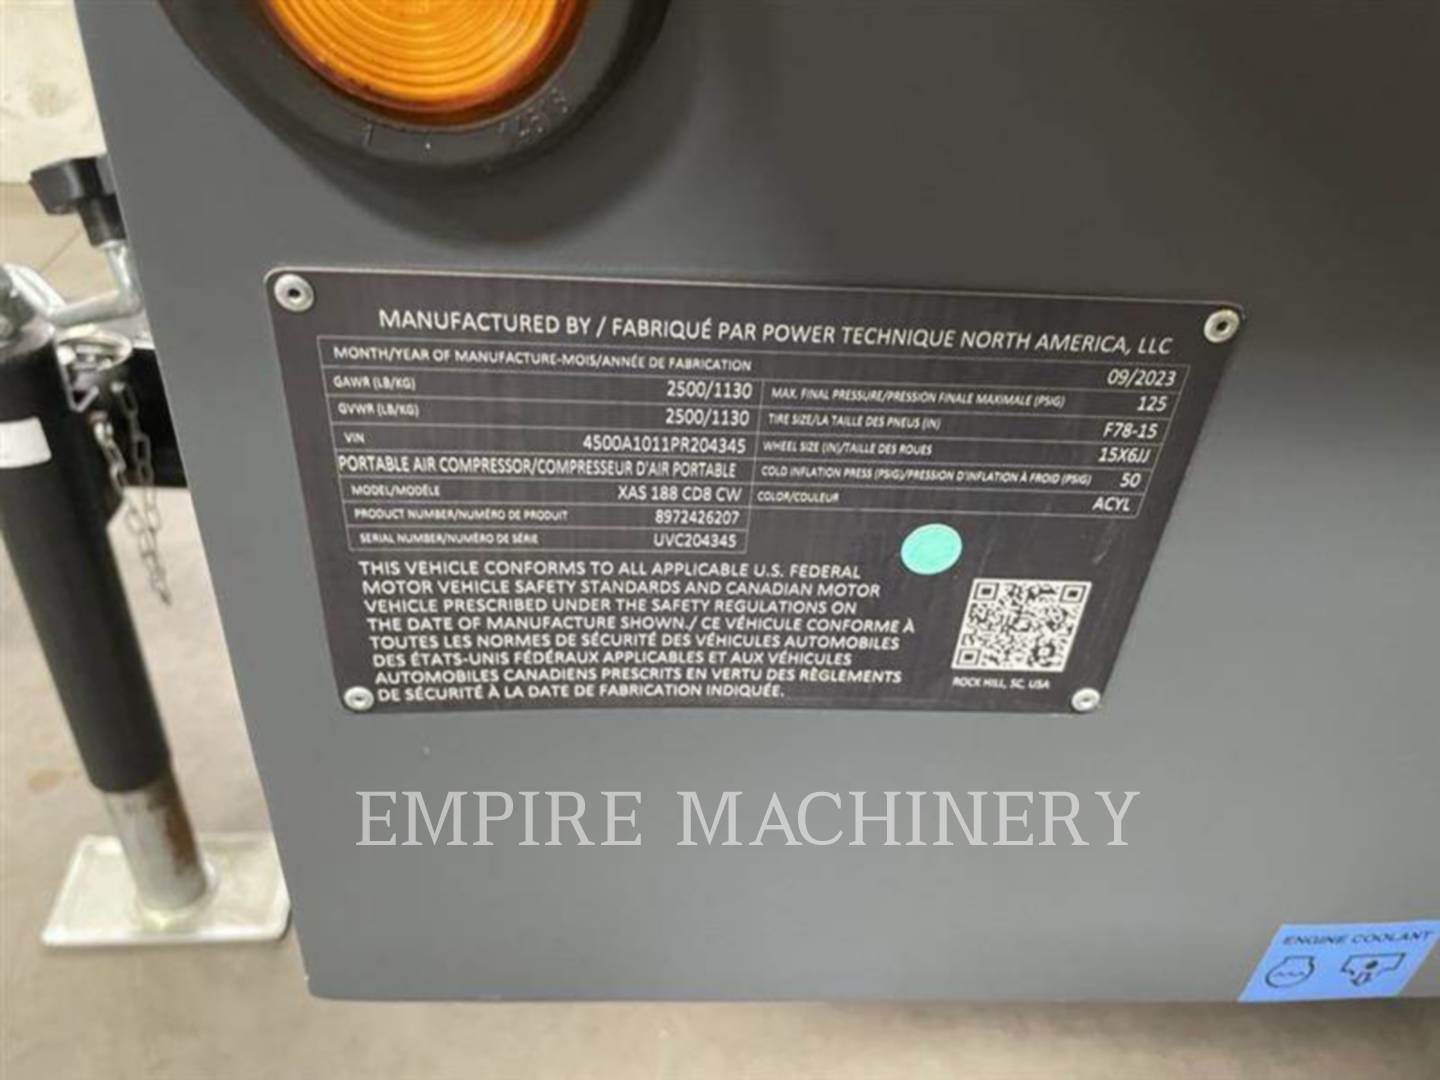 MANUFACTURED BY / FABRIQUÉ PAR POWER TECHNIQUE NORTH AMERICA, LLC
MONTH/YEAR OF MANUFACTURE-MOIS/ANNÉE DE FABRICATION 09/2023
GAWR (LB/KG) 2500/1130 MAX. FINAL PRESSURE/PRESSION FINALE MAXIMALE (PSIG) 125
GVWR (LB/KG) 2500/1130 TIRE SIZE/LA TAILLE DES PNEUS (IN) F78-15
VIN 4500A1011PR204345 WHEEL SIZE (IN)/TAILLE DES ROUES 15X6JJ
PORTABLE AIR COMPRESSOR/COMPRESSEUR D'AIR PORTABLE COLD INFLATION PRESS (PSIG)/PRESSION D'INFLATION À FROID (PSIG) 50
MODEL/MODÈLE XAS 188 CD8 CW COLOR/COULEUR ACYL
PRODUCT NUMBER/NUMÉRO DE PRODUIT 8972426207
SERIAL NUMBER/NUMÉRO DE SÉRIE UVC204345
THIS VEHICLE CONFORMS TO ALL APPLICABLE U.S. FEDERAL
MOTOR VEHICLE SAFETY STANDARDS AND CANADIAN MOTOR
VEHICLE PRESCRIBED UNDER THE SAFETY REGULATIONS ON
THE DATE OF MANUFACTURE SHOWN./ CE VÉHICULE CONFORME À
TOUTES LES NORMES DE SÉCURITÉ DES VÉHICULES AUTOMOBILES
DES ÉTATS-UNIS FÉDÉRAUX APPLICABLES ET AUX VÉHICULES
AUTOMOBILES CANADIENS PRESCRITS EN VERTU DES RÈGLEMENTS
DE SÉCURITÉ À LA DATE DE FABRICATION INDIQUÉE.
ROCK HILL, SC, USA
EMPIRE MACHINERY
ENGINE COOLANT